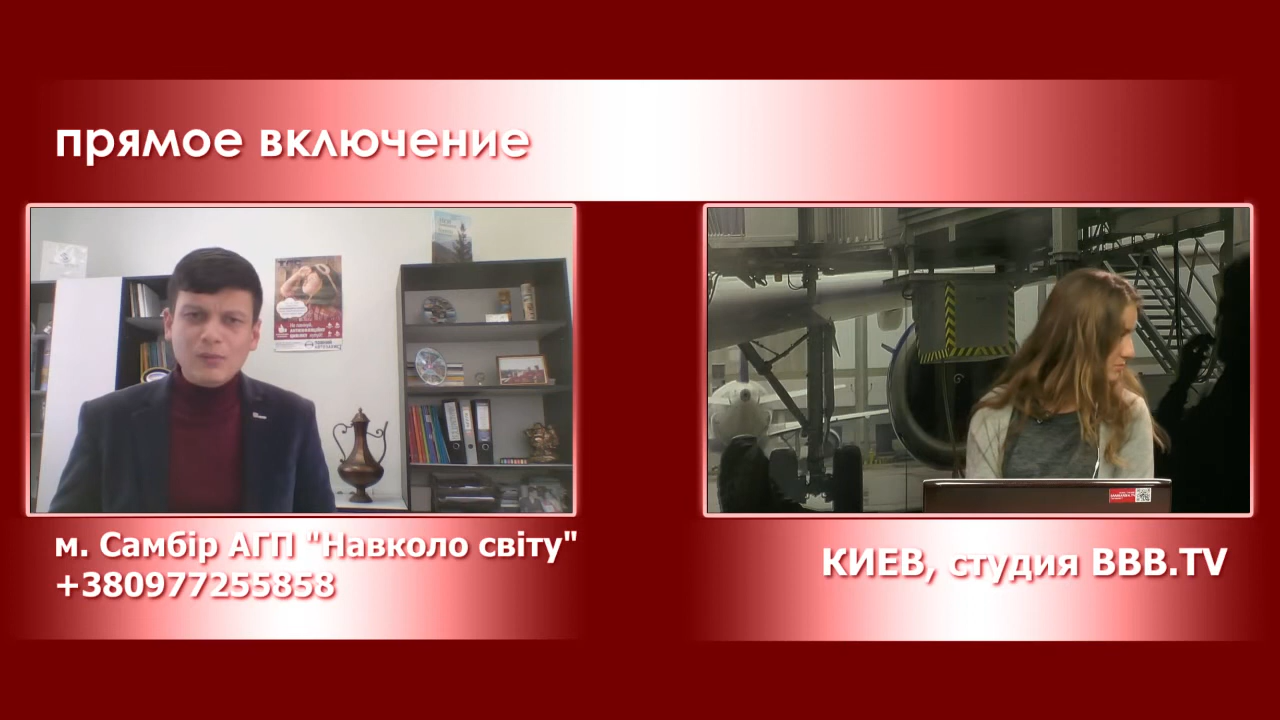 прямое включение
м. Самбір АГП "Навколо світу"
+380977255858
КИЕВ, студия BBB.TV